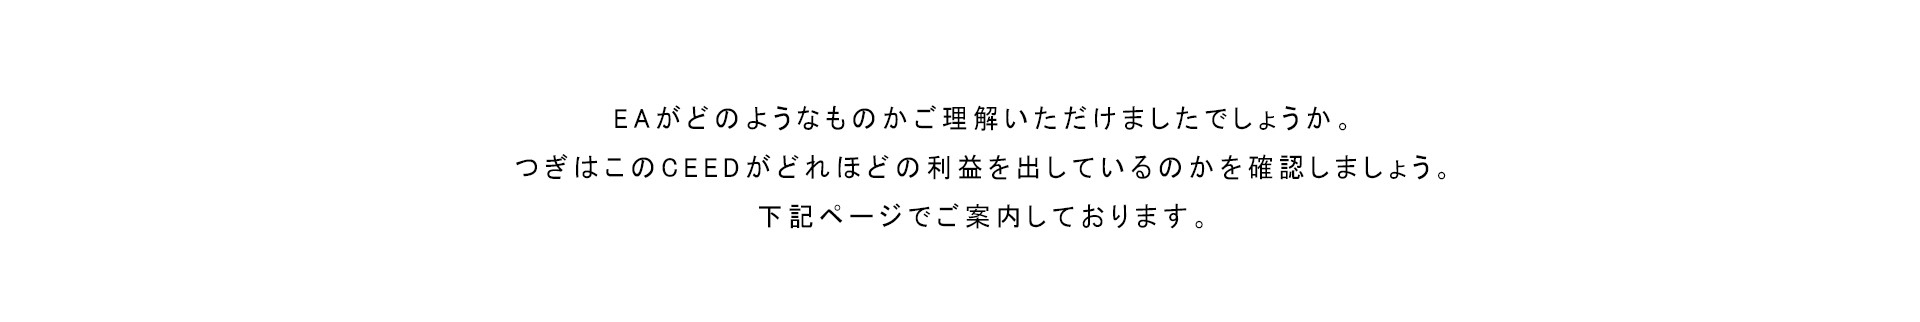 EAがどのようなものかご理解いただけましたでしょうか。
つぎはこのCEEDがどれほどの利益を出しているのかを確認しましょう。
下記ページでご案内しております。